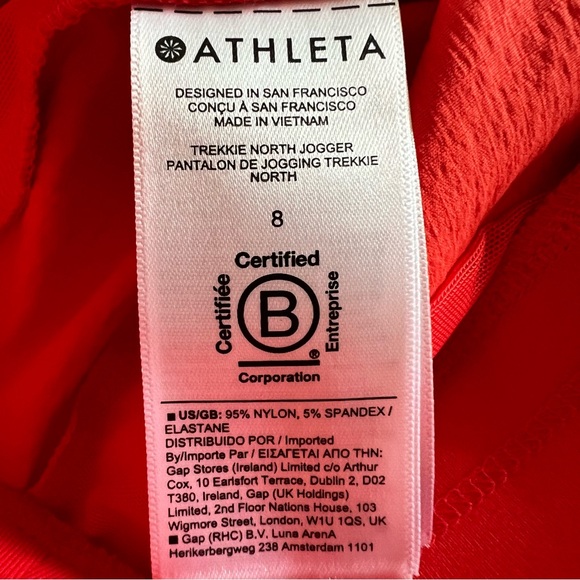 ATHLETA
DESIGNED IN SAN FRANCISCO
CONÇU À SAN FRANCISCO
MADE IN VIETNAM
TREKKIE NORTH JOGGER
PANTALON DE JOGGING TREKKIE
NORTH
8
Certified
Certifiée
B
Entreprise
®
Corporation
■ US/GB: 95% NYLON, 5% SPANDEX /
ELASTANE
DISTRIBUIDO POR / Imported
By/Importe Par / ΕΙΣΑΓΕΤΑΙ ΑΠΟ ΤΗΝ:
Gap Stores (Ireland) Limited c/o Arthur
Cox, 10 Earlsfort Terrace, Dublin 2, D02
T380, Ireland, Gap (UK Holdings)
Limited, 2nd Floor Nations House, 103
Wigmore Street, London, W1U 1QS, UK
■ Gap (RHC) B.V. Luna ArenA
Herikerbergweg 238 Amsterdam 1101